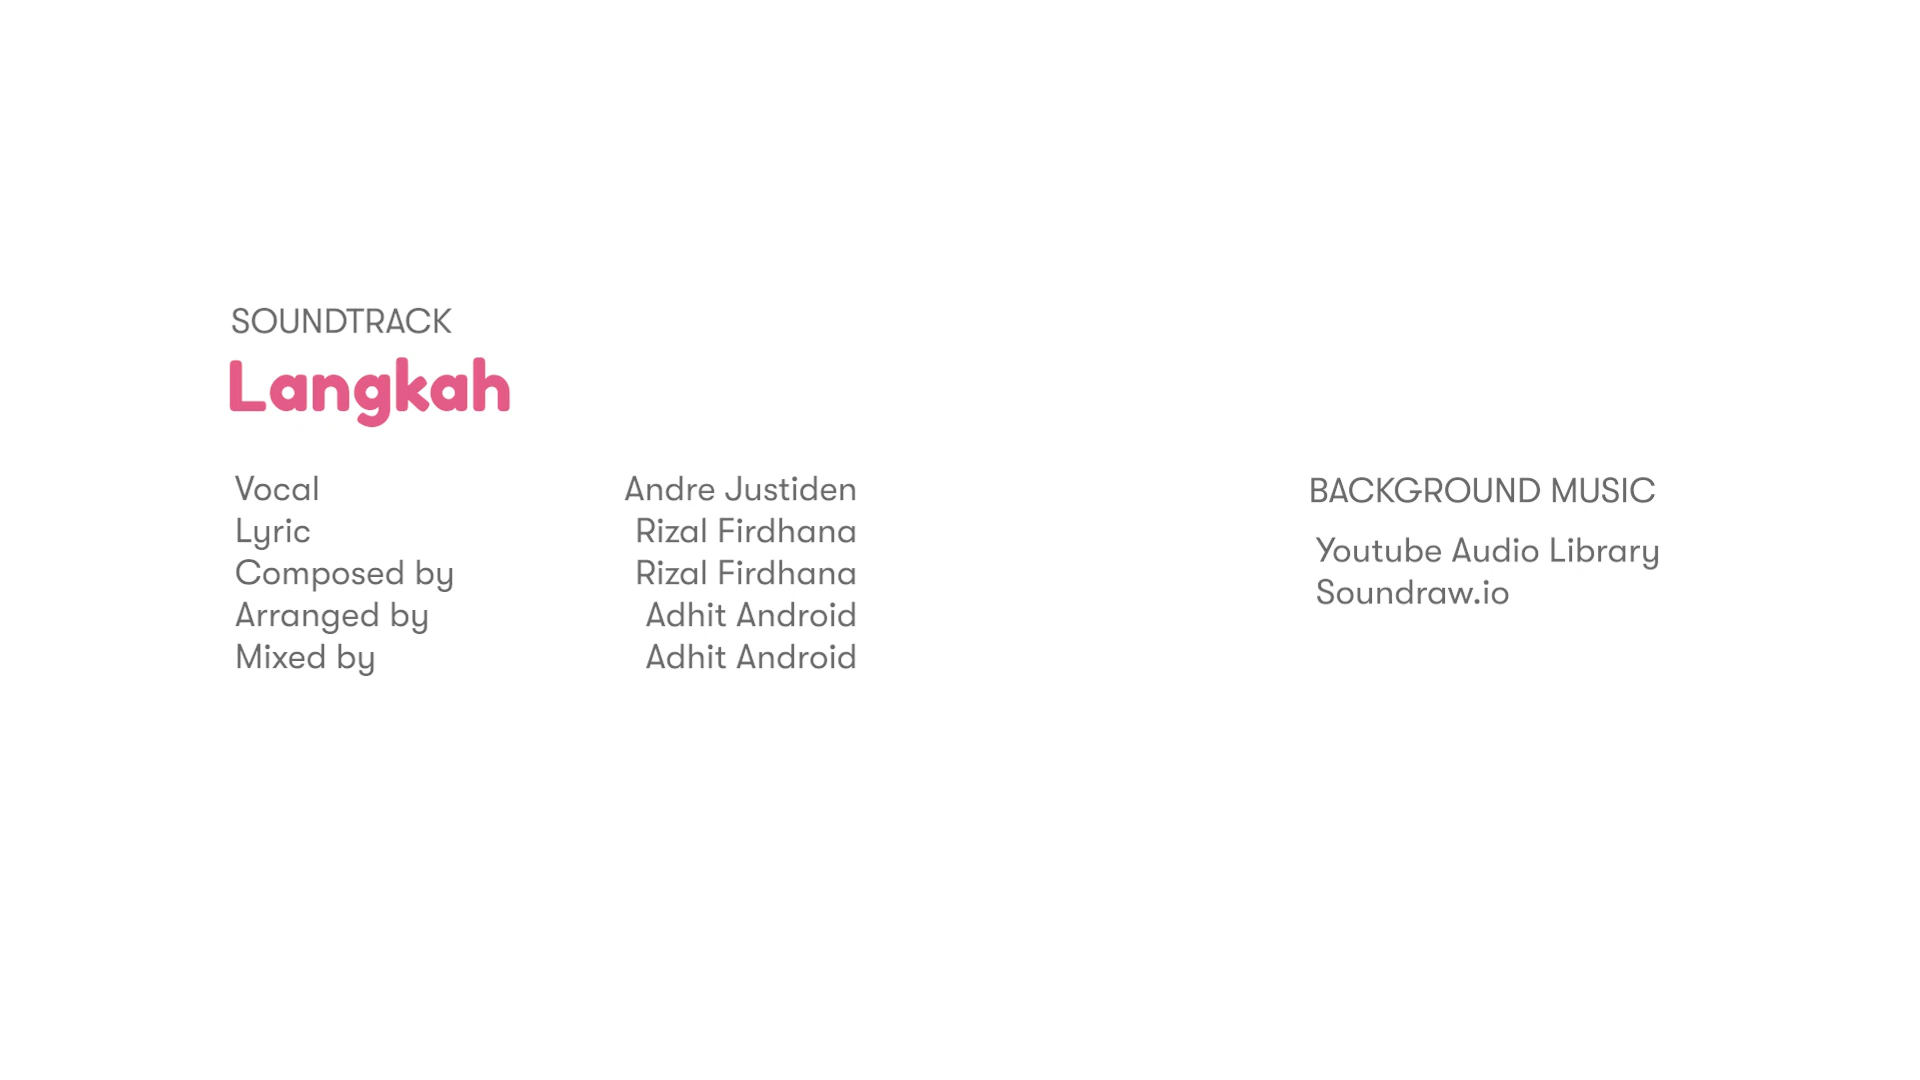 SOUNDTRACK
Langkah
Vocal Andre Justiden
Lyric Rizal Firdhana
Composed by Rizal Firdhana
Arranged by Adhit Android
Mixed by Adhit Android
BACKGROUND MUSIC
Youtube Audio Library
Soundraw.io